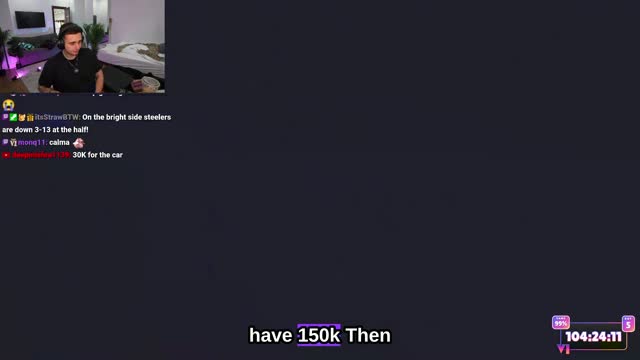 itsStrawBTW: On the bright side steelers
are down 3-13 at the half!
monq11: calma
30K for the car
have 150k Then
99%
5
104:24:11